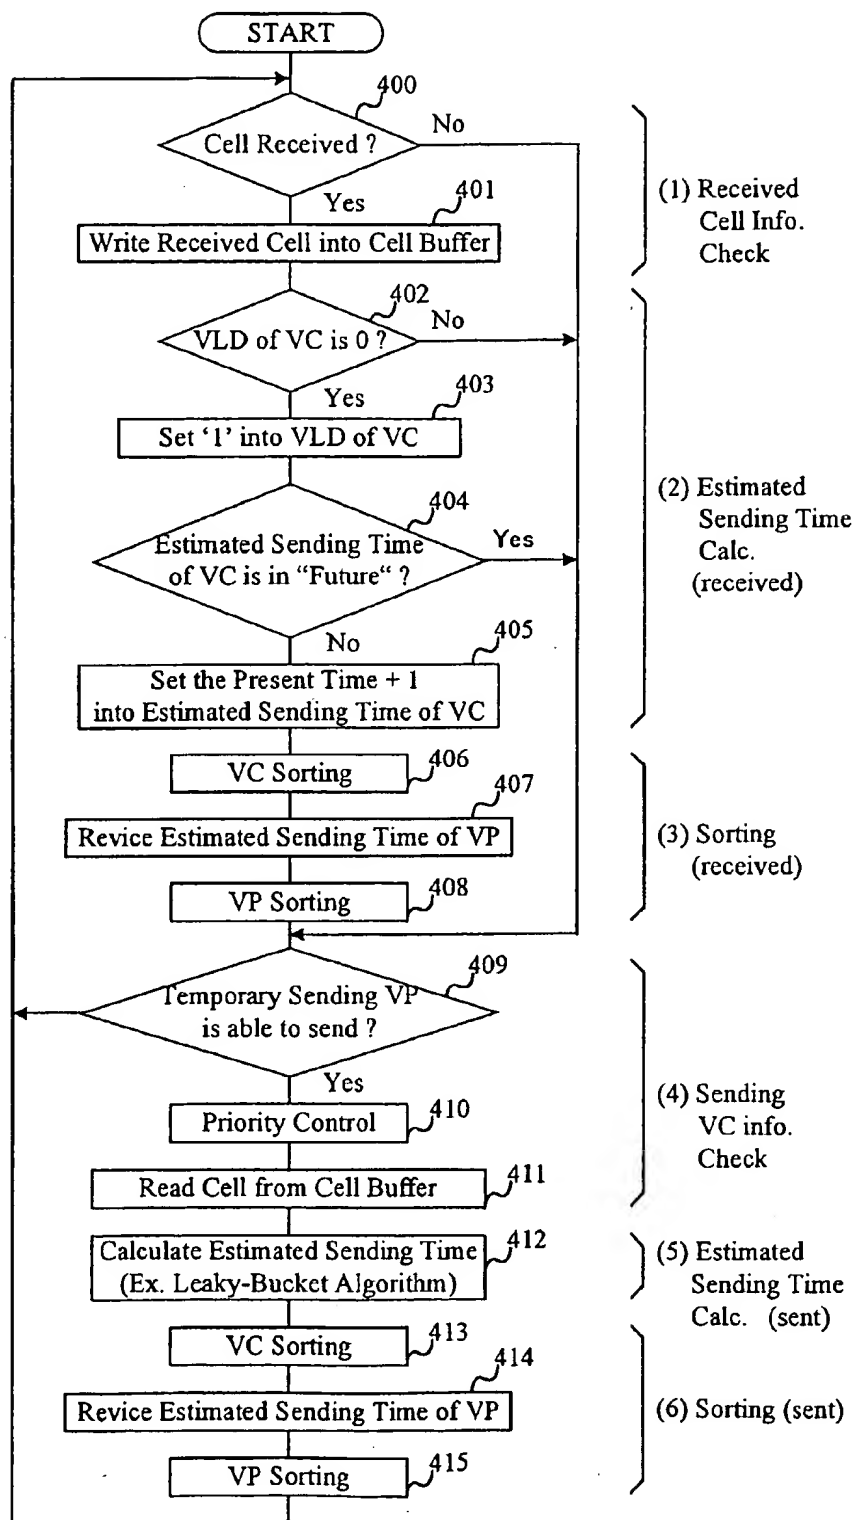 START
400
Cell Received ?
No
Yes
401
Write Received Cell into Cell Buffer
(1) Received
Cell Info.
Check
402
VLD of VC is 0 ?
No
Yes
403
Set ‘1’ into VLD of VC
404
Estimated Sending Time
of VC is in “Future“ ?
Yes
No
405
Set the Present Time + 1
into Estimated Sending Time of VC
(2) Estimated
Sending Time
Calc.
(received)
VC Sorting
406
407
Revice Estimated Sending Time of VP
VP Sorting
408
(3) Sorting
(received)
409
Temporary Sending VP
is able to send ?
Yes
Priority Control
410
Read Cell from Cell Buffer
411
(4) Sending
VC info.
Check
Calculate Estimated Sending Time
(Ex. Leaky-Bucket Algorithm)
412
(5) Estimated
Sending Time
Calc. (sent)
VC Sorting
413
414
Revice Estimated Sending Time of VP
VP Sorting
415
(6) Sorting (sent)